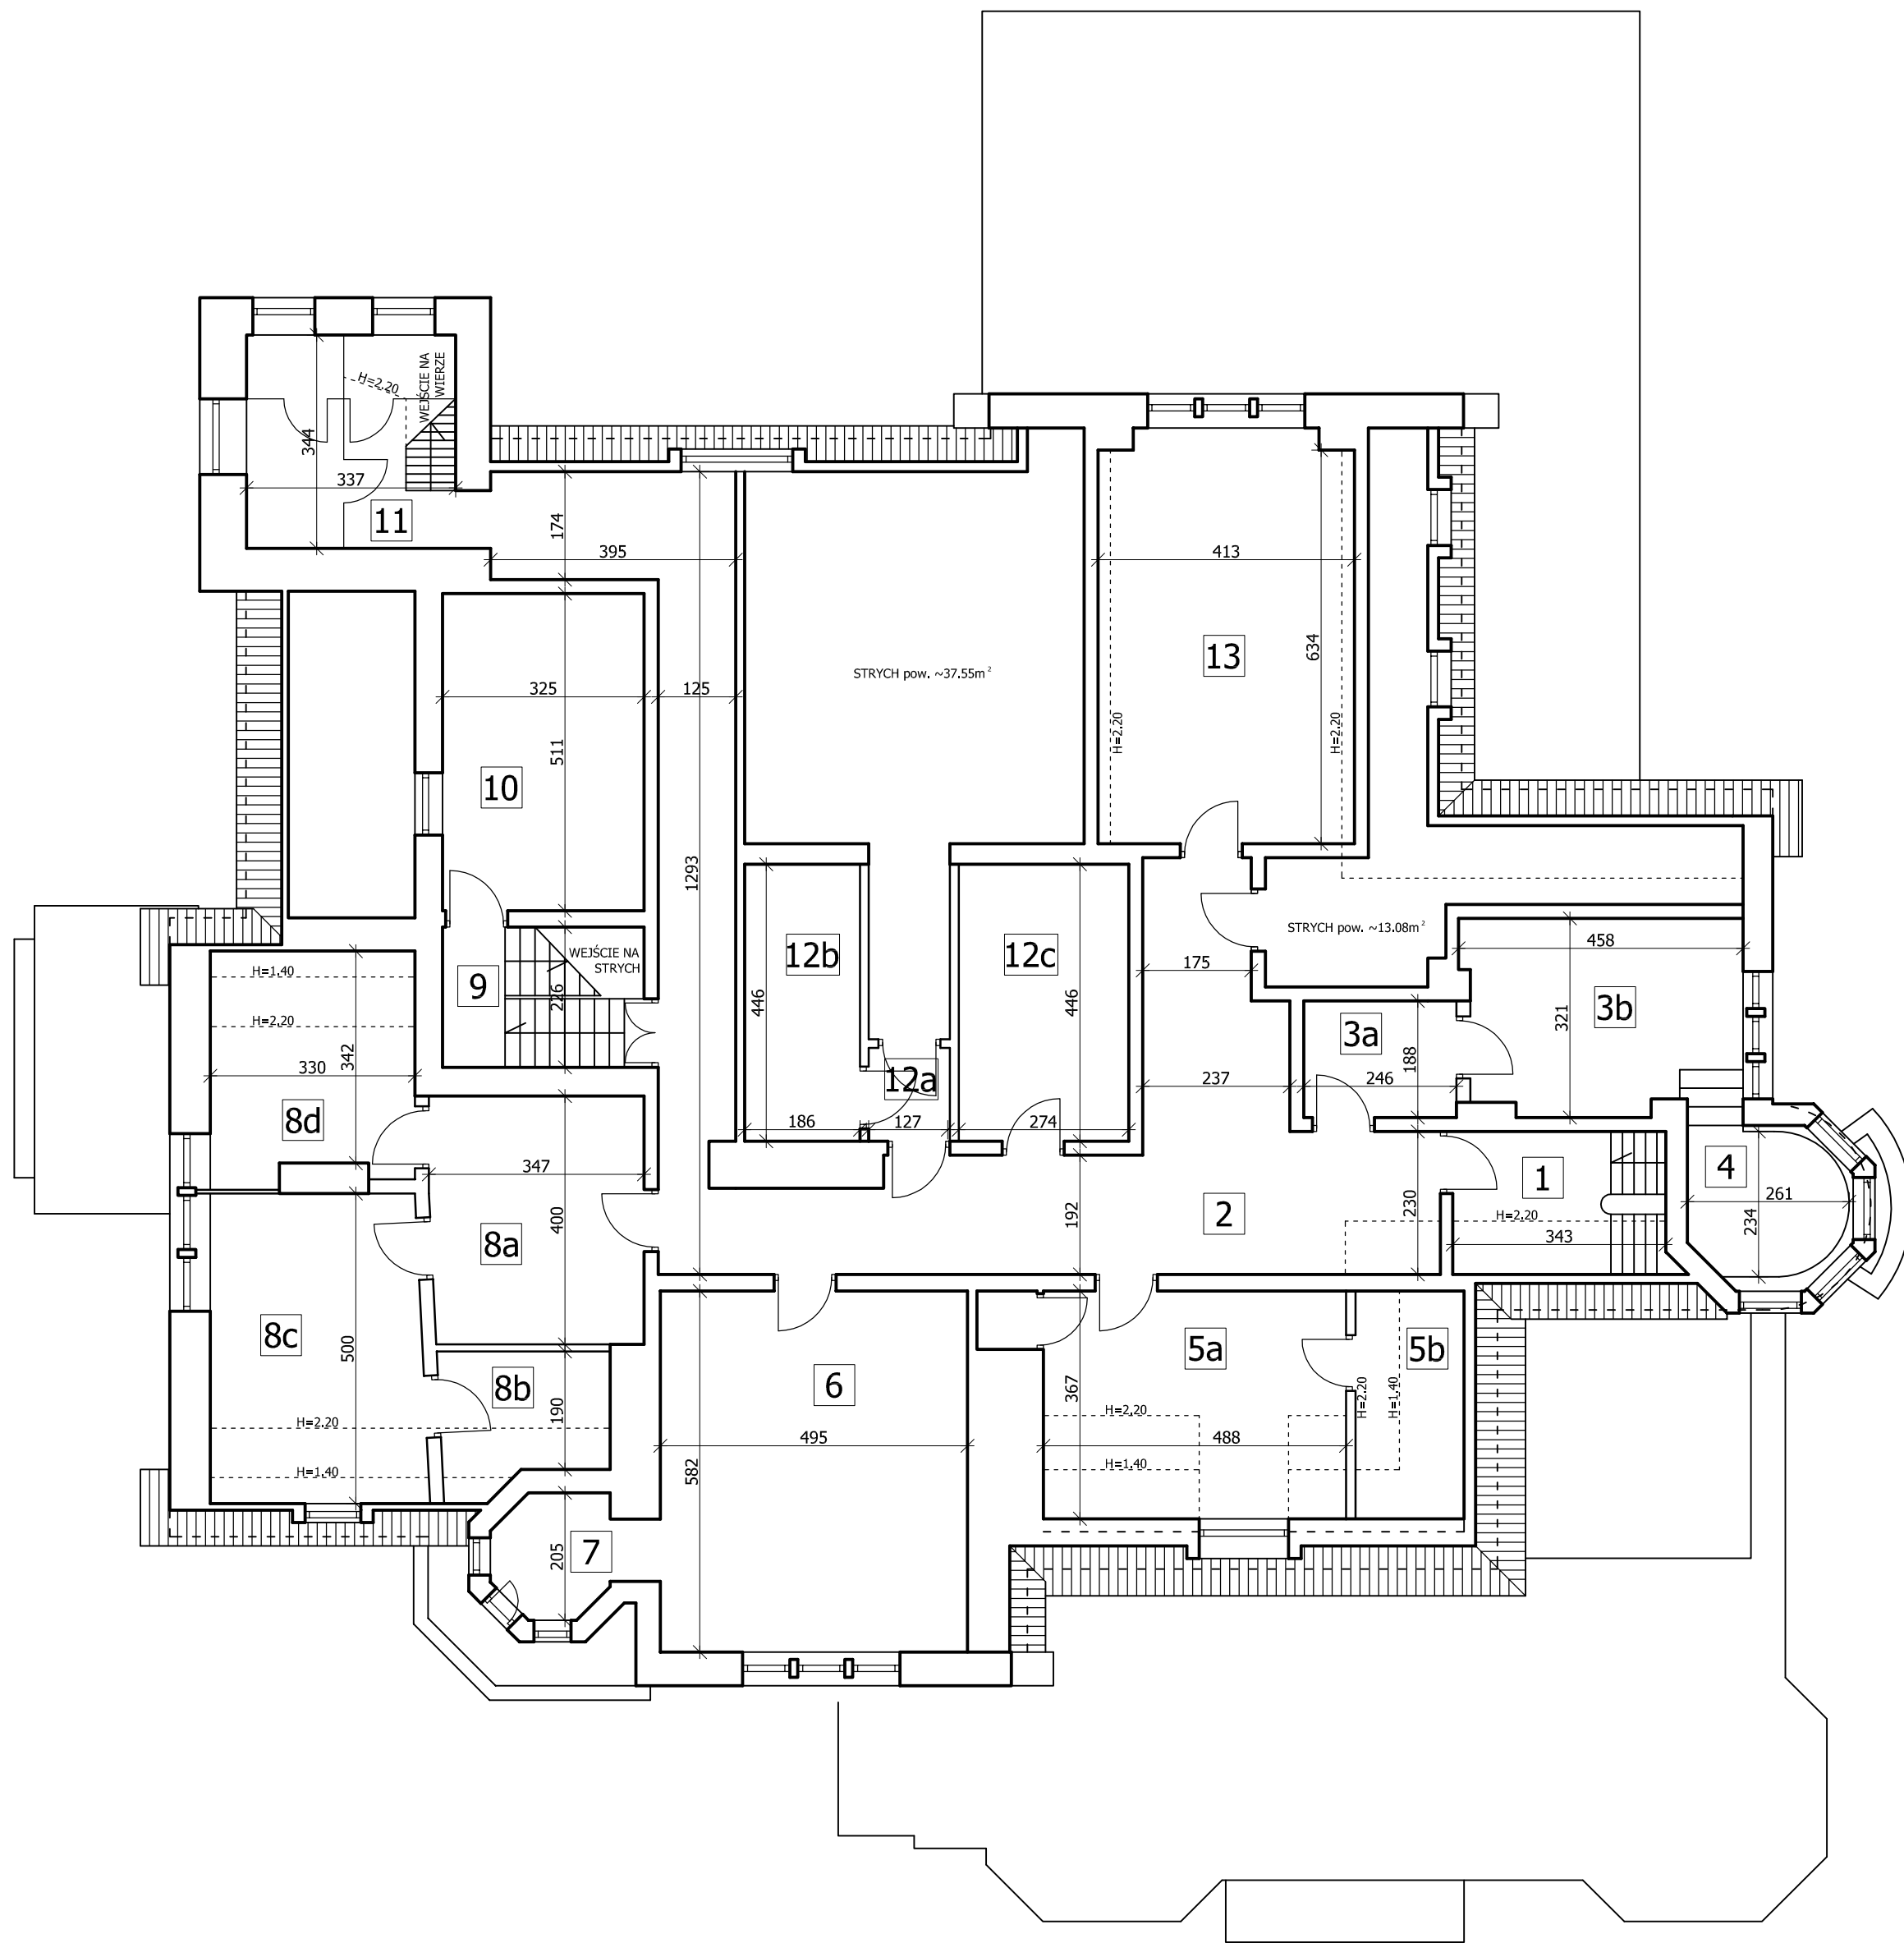 H=2.20
WEJŚCIE NA
WIERZE
344
337
11
174
395
413
634
13
STRYCH pow. ~37.55m²
325
125
H=2.20
H=2.20
511
10
1293
12b
12c
STRYCH pow. ~13.08m²
458
175
WEJŚCIE NA
STRYCH
9
226
H=1.40
H=2.20
446
446
3b
321
3a
188
342
330
12a
237
246
8d
186
127
274
347
4
1
2
261
234
192
230
H=2.20
343
400
8a
8c
500
5a
5b
6
8b
367
H=2.20
H=1.40
190
H=2.20
H=2.20
495
488
H=1.40
H=1.40
582
205
7